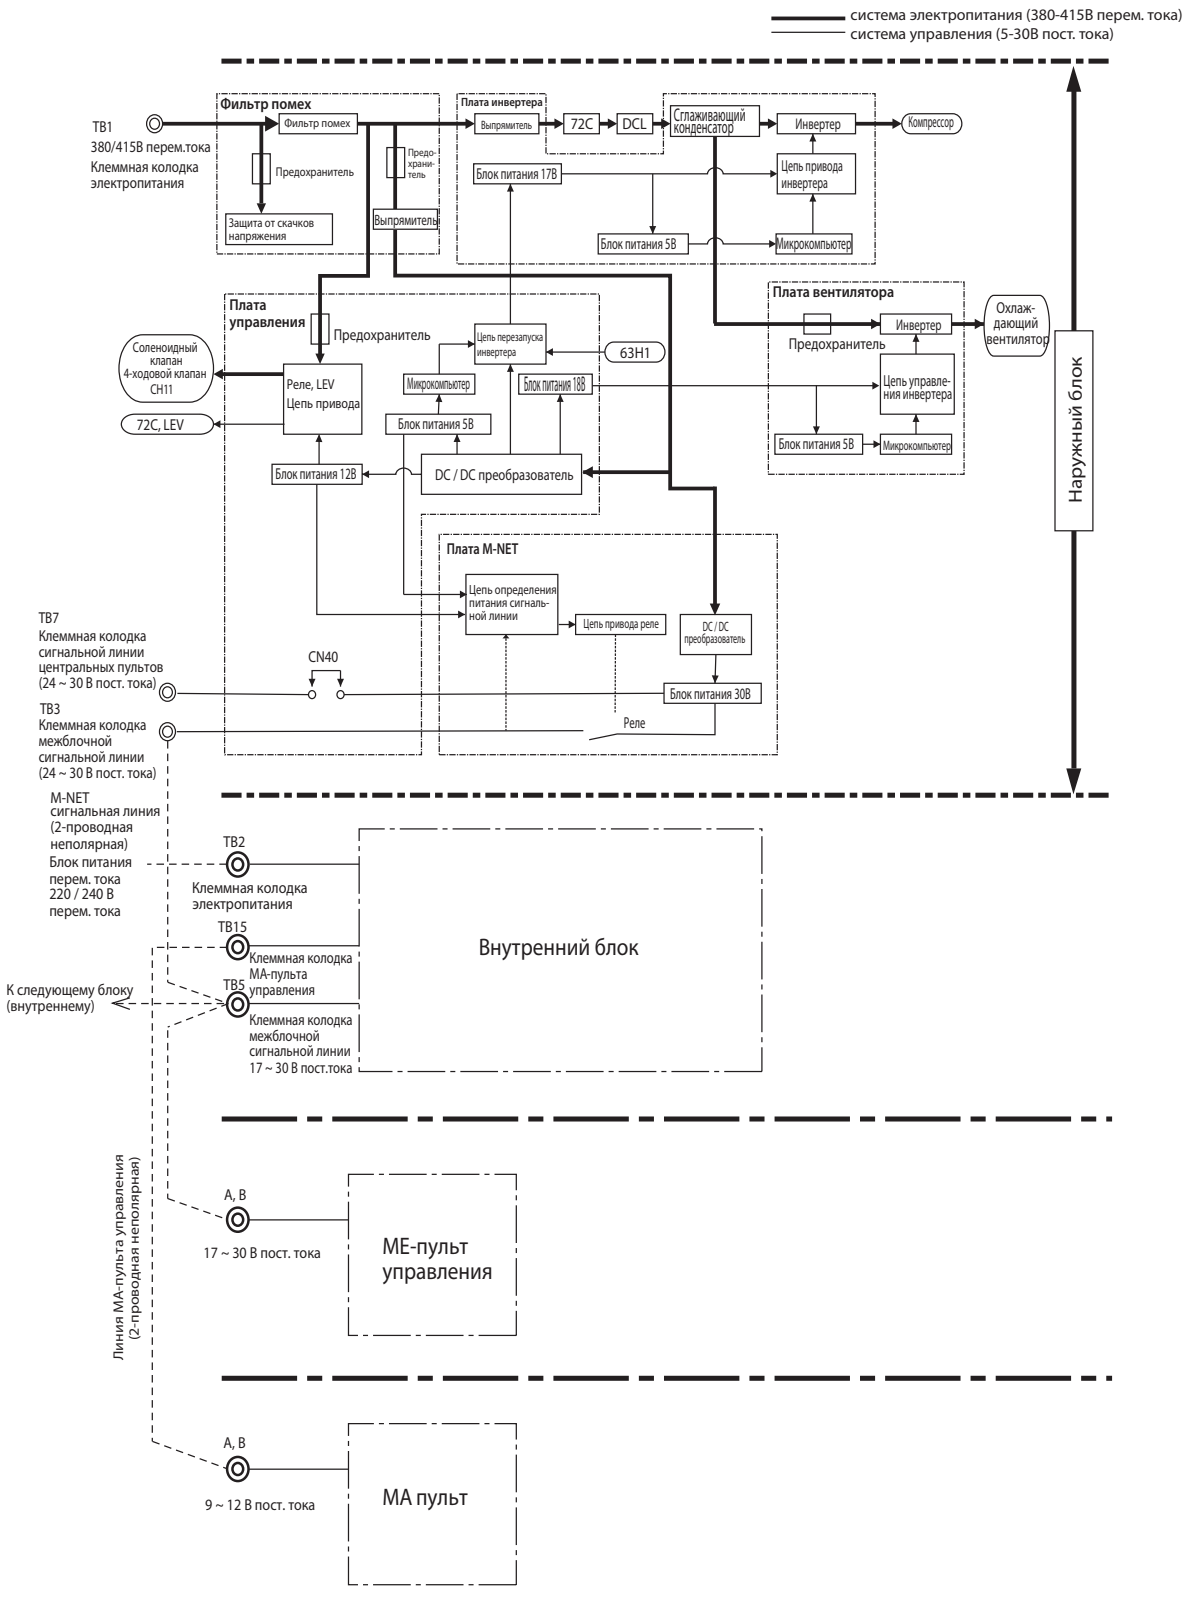 система электропитания (380-415В перем. тока)
система управления (5-30В пост. тока)
Фильтр помех
Фильтр помех
TB1
380/415В перем.тока
Клеммная колодка
электропитания
Предохранитель
Защита от скачков
напряжения
Предо-
храни-
тель
Выпрямитель
Плата инвертера
Выпрямитель
72C
DCL
Сглаживающий
конденсатор
Инвертер
Компрессор
Блок питания 17В
Цепь привода
инвертера
Блок питания 5В
Микрокомпьютер
Плата вентилятора
Инвертер
Предохранитель
Охлаж-
дающий
вентилятор
Цепь управле-
ния инвертера
Блок питания 5В
Микрокомпьютер
Наружный блок
Плата
управления
Предохранитель
Соленоидный
клапан
4-ходовой клапан
CH11
72C, LEV
Реле, LEV
Цепь привода
Цепь перезапуска
инвертера
63H1
Микрокомпьютер
Блок питания 18В
Блок питания 5В
Блок питания 12В
DC / DC преобразователь
Плата M-NET
Цепь определения
питания сигналь-
ной линии
Цепь привода реле
DC / DC
преобразователь
Блок питания 30В
Реле
CN40
TB7
Клеммная колодка
сигнальной линии
центральных пультов
(24 ~ 30 В пост. тока)
TB3
Клеммная колодка
межблочной
сигнальной линии
(24 ~ 30 В пост. тока)
M-NET
сигнальная линия
(2-проводная
неполярная)
Блок питания
перем. тока
220 / 240 В
перем. тока
TB2
Клеммная колодка
электропитания
TB15
Клеммная колодка
MA-пульта
управления
TB5
Клеммная колодка
межблочной
сигнальной линии
17 ~ 30 В пост.тока
К следующему блоку
(внутреннему)
Внутренний блок
Линия MA-пульта управления
(2-проводная неполярная)
A, B
17 ~ 30 В пост. тока
ME-пульт
управления
A, B
9 ~ 12 В пост. тока
MA пульт